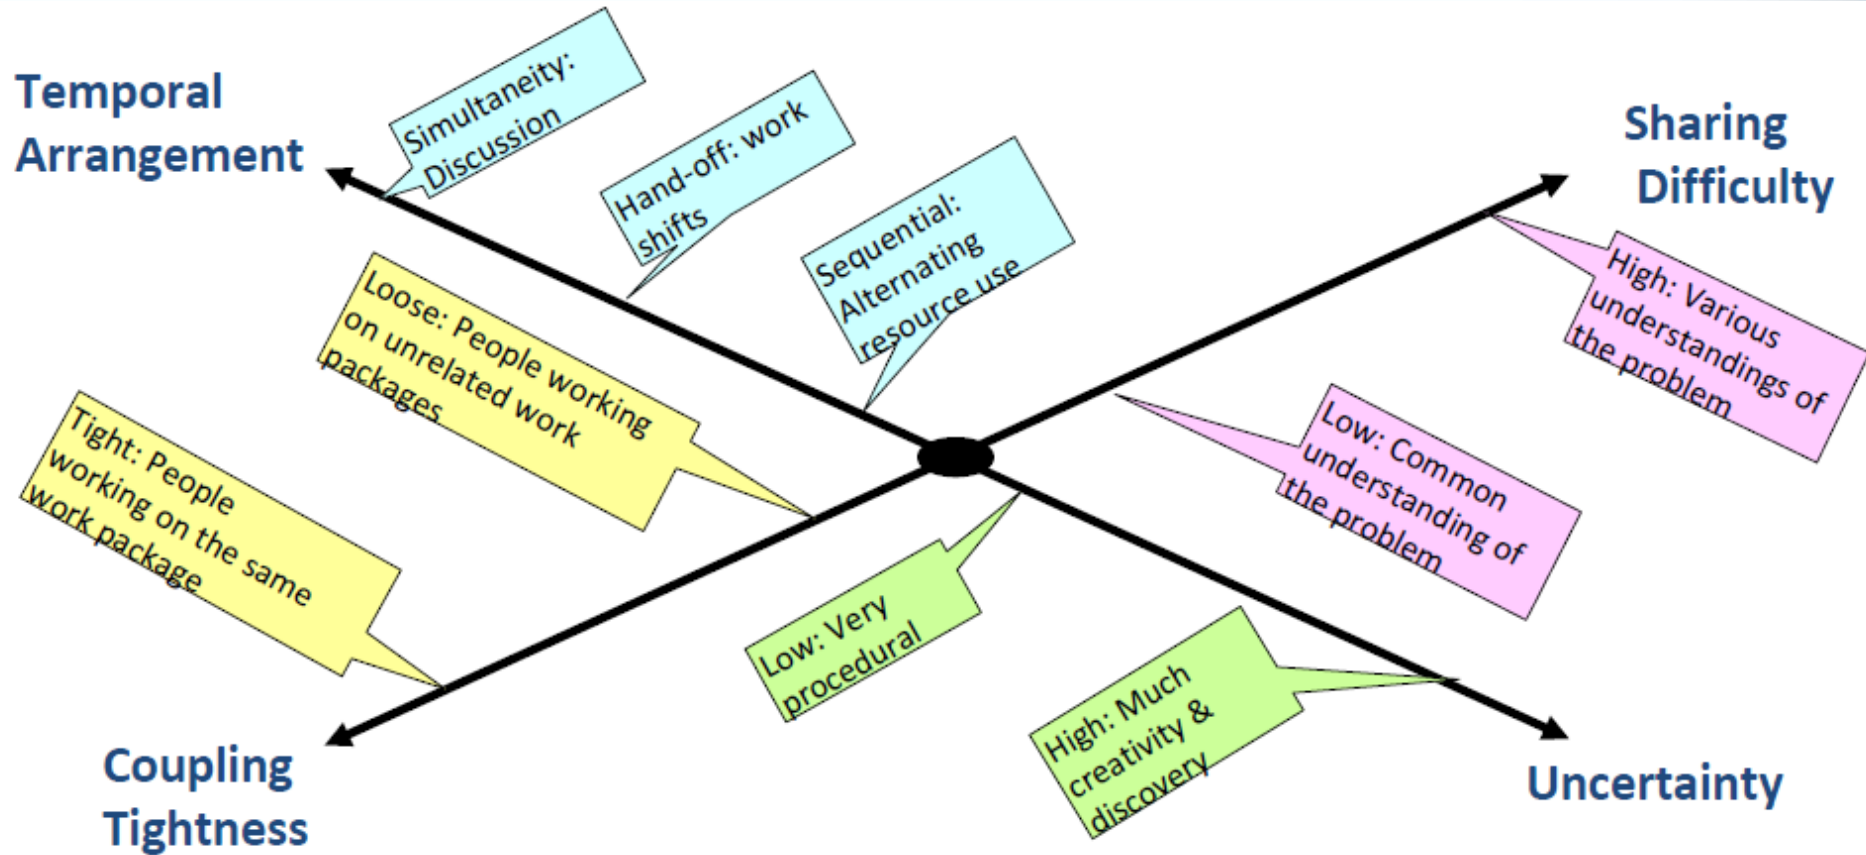 Temporal
Arrangement
Simultaneity:
Discussion
Hand-off: work
shifts
Sequential:
Alternating
resource use
Sharing
Difficulty
High: Various
understandings of
the problem
Low: Common
understanding of
the problem
Loose: People working
on unrelated work
packages
Tight: People
working on the same
work package
Low: Very
procedural
High: Much
creativity &
discovery
Coupling
Tightness
Uncertainty